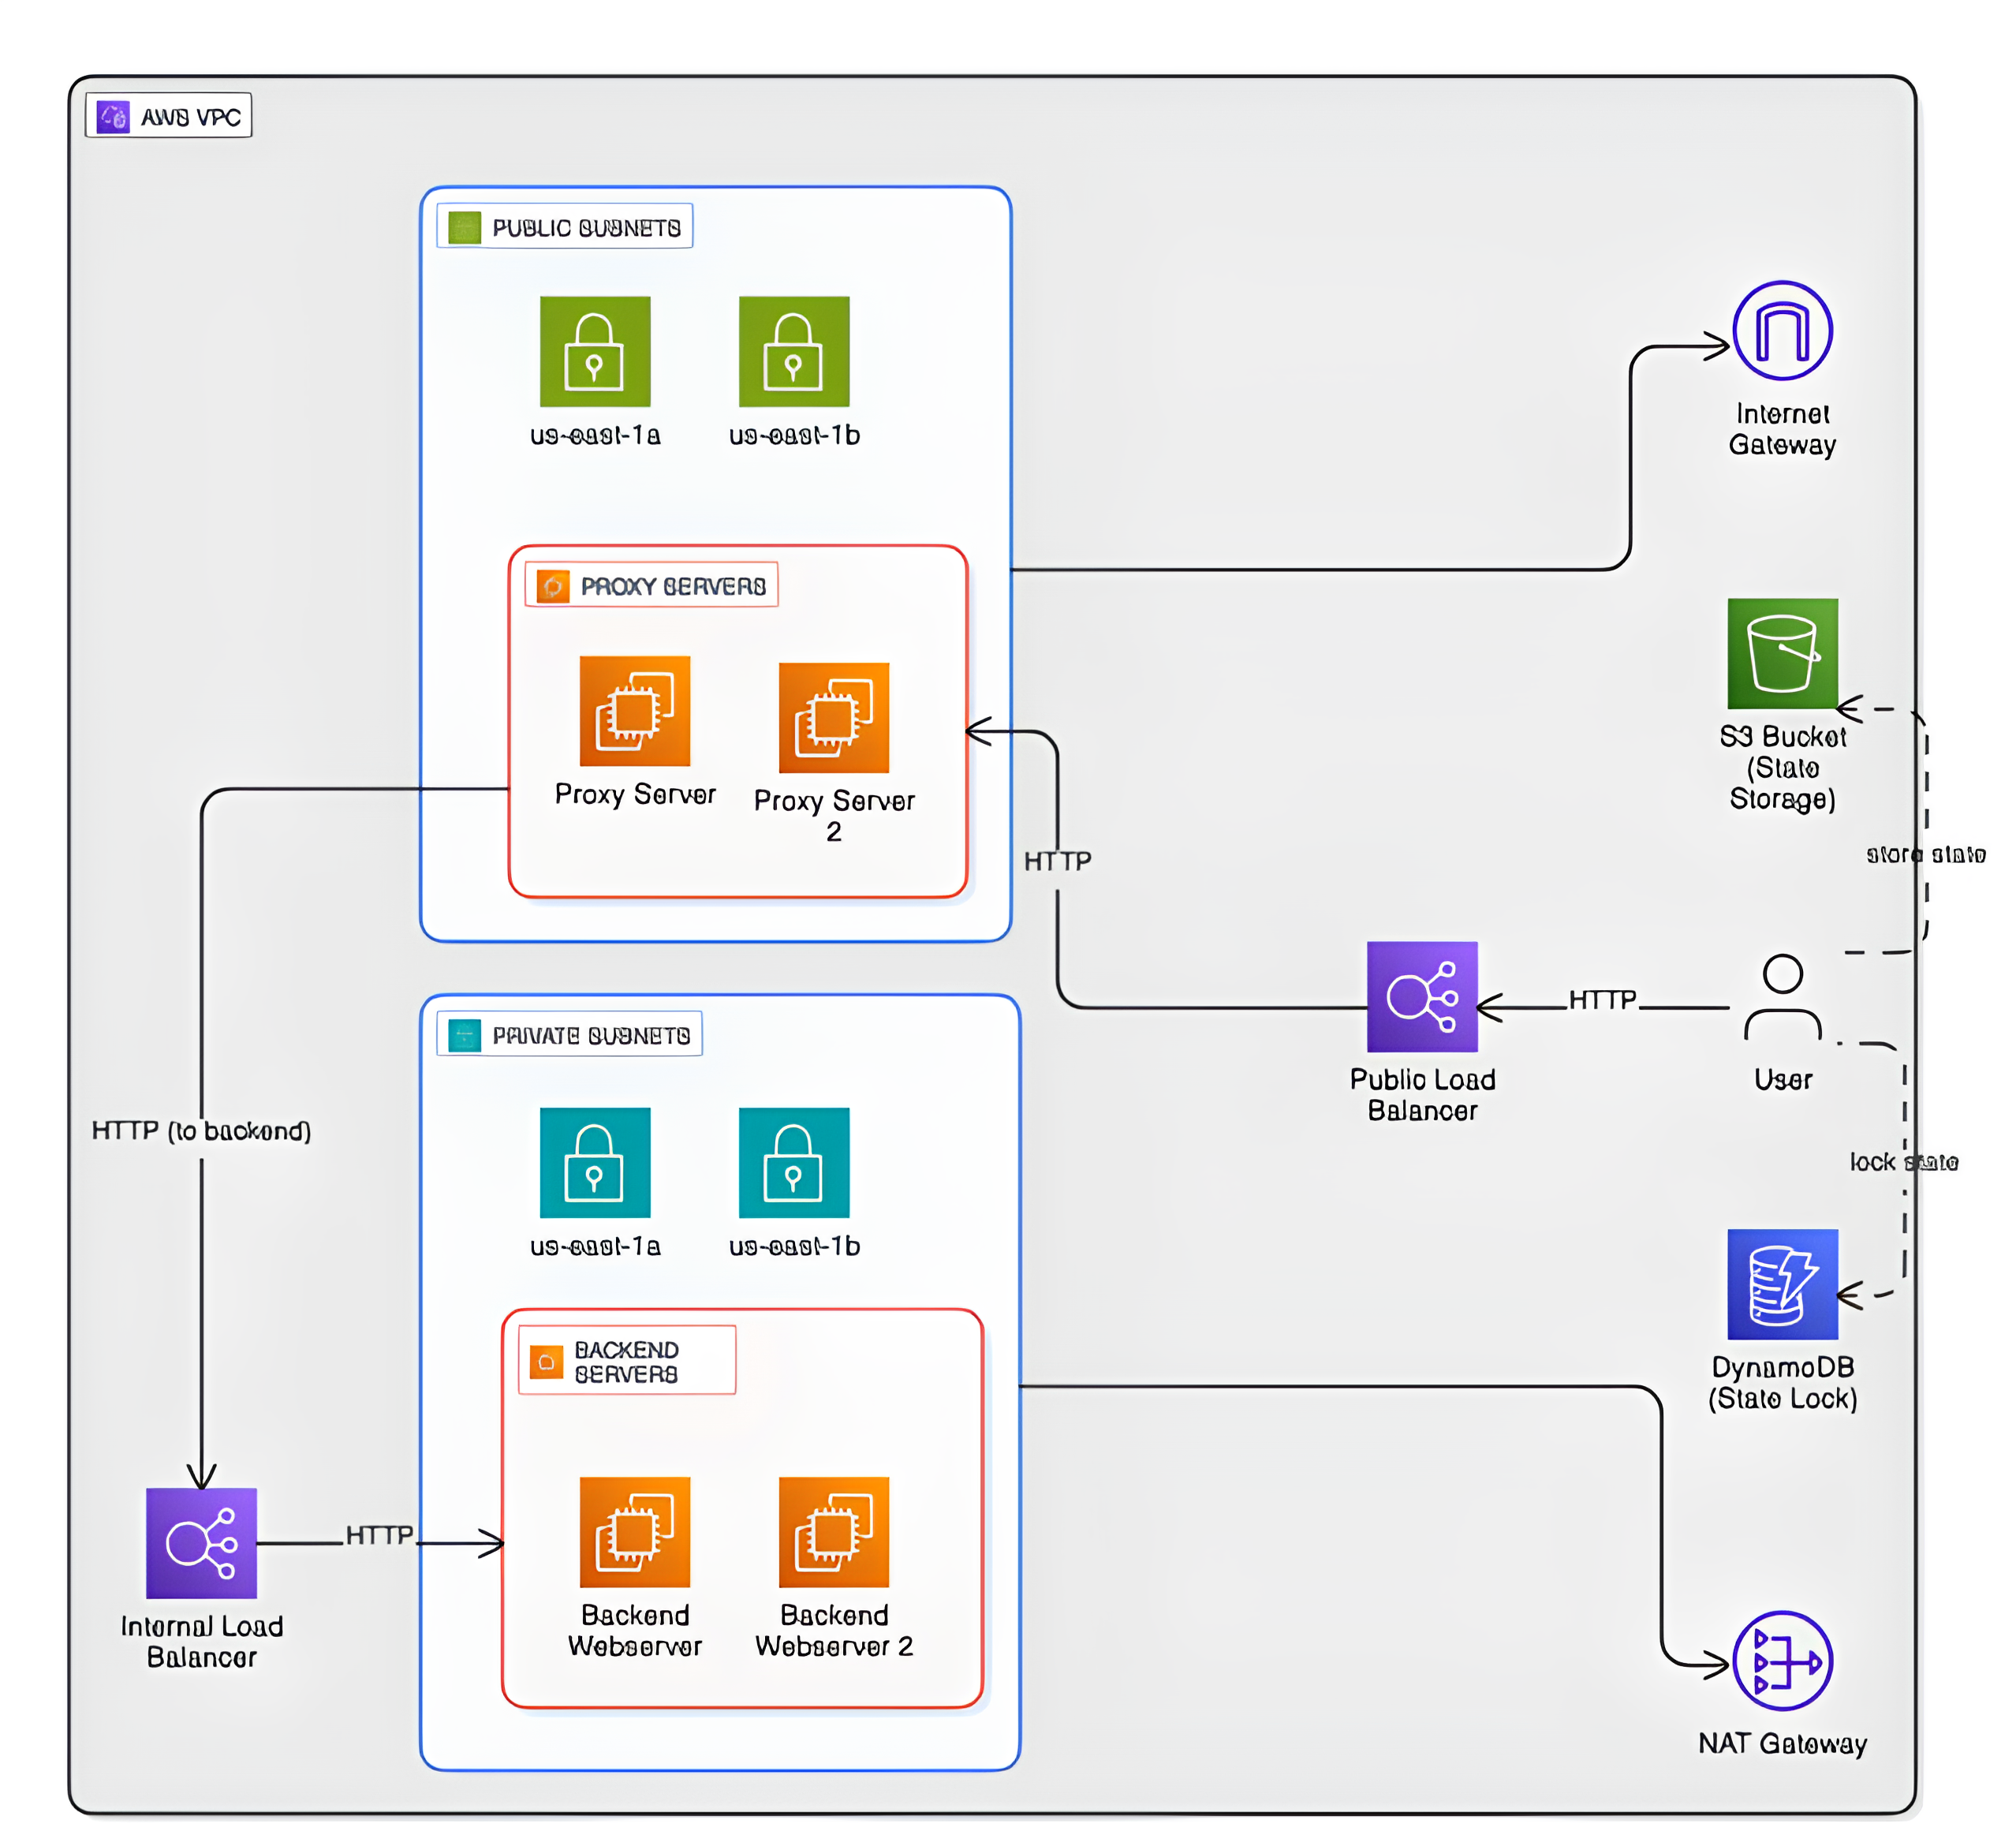 AWS VPC
PUBLIC SUBNETS
us-east-1a
us-east-1b
Internet
Gateway
PROXY SERVERS
Proxy Server
Proxy Server
2
S3 Bucket
(State
Storage)
HTTP
store state
HTTP
Public Load
Balancer
User
PRIVATE SUBNETS
us-east-1a
us-east-1b
HTTP (to backend)
lock state
BACKEND
SERVERS
DynamoDB
(State Lock)
HTTP
Backend
Webserver
Backend
Webserver 2
Internal Load
Balancer
NAT Gateway